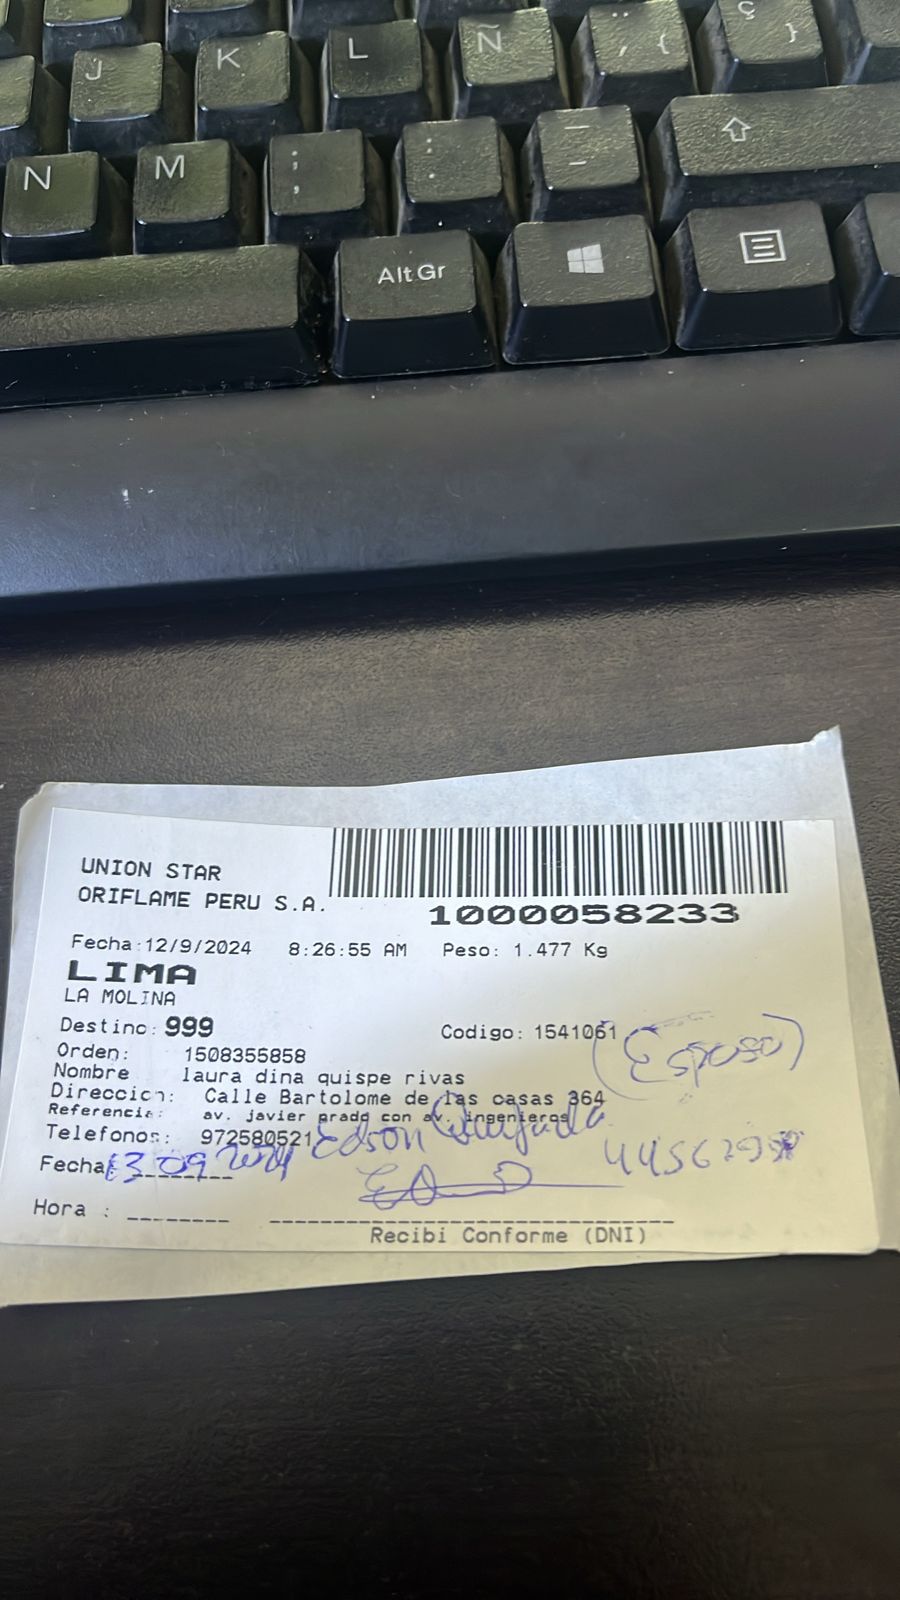 J K L Ñ ¨ ´ { Ç }
N M ; , : . _ -
Alt Gr
UNION STAR
ORIFLAME PERU S.A.
1000058233
Fecha:12/9/2024 8:26:55 AM Peso: 1.477 Kg
LIMA
LA MOLINA
Destino: 999 Codigo: 1541061
(Esposo)
Orden: 1508355858
Nombre laura dina quispe rivas
Direccion: Calle Bartolome de las casas 364
Referencia: av. javier prado con av. ingenieros
Telefonos: 972580521 Edson
Fecha 13 09 2024
Hora : ________
Recibi Conforme (DNI)